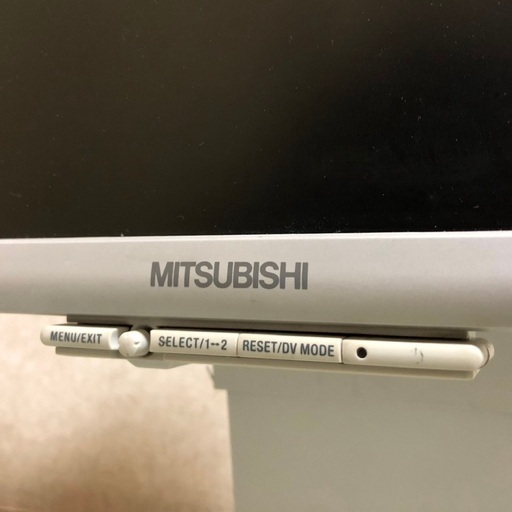 MITSUBISHI
MENU/EXIT SELECT/1↔2 RESET/DV MODE